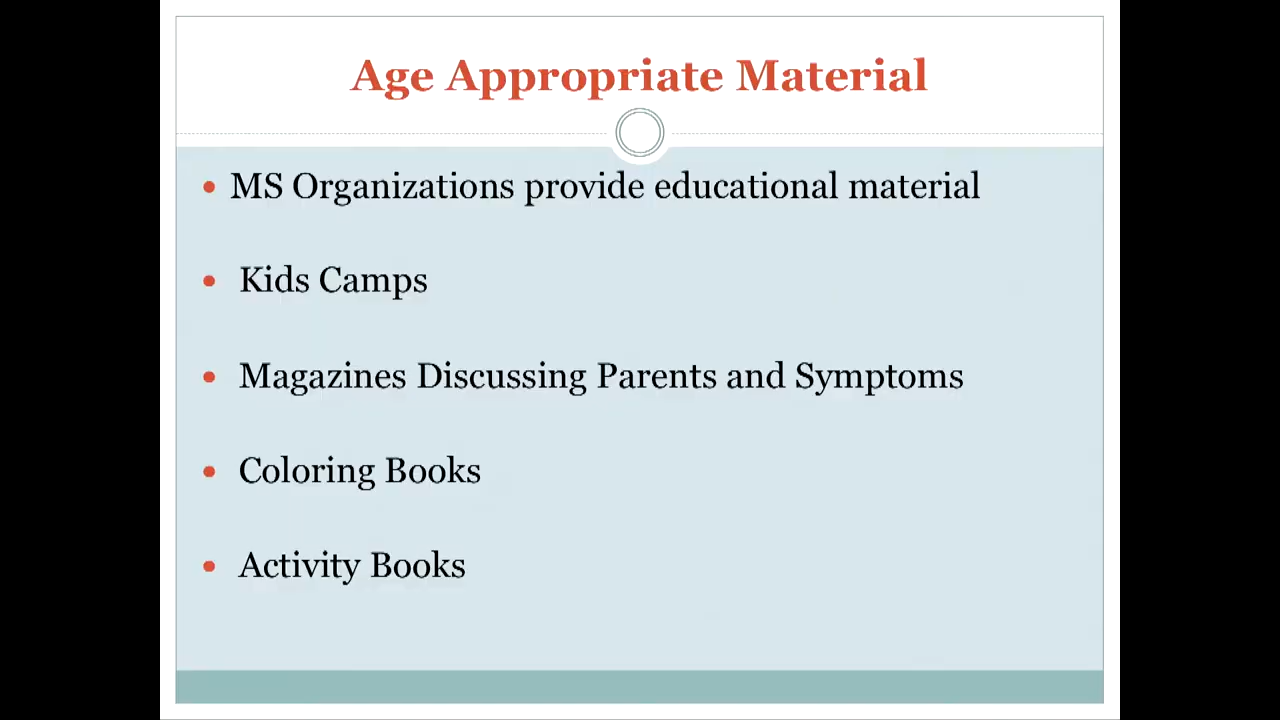 Age Appropriate Material
• MS Organizations provide educational material
• Kids Camps
• Magazines Discussing Parents and Symptoms
• Coloring Books
• Activity Books